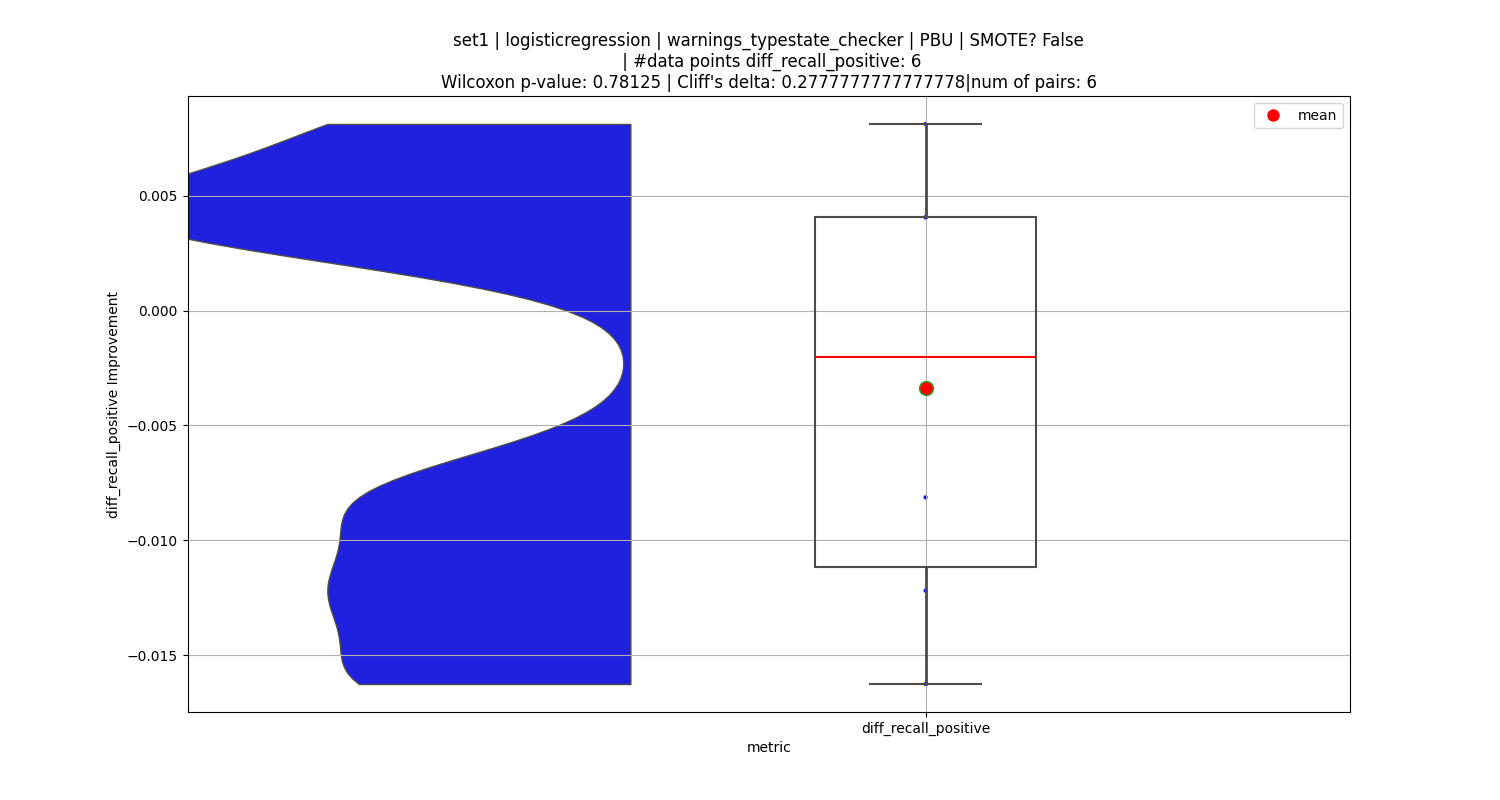 set1 | logisticregression | warnings_typestate_checker | PBU | SMOTE? False
| #data points diff_recall_positive: 6
Wilcoxon p-value: 0.78125 | Cliff's delta: 0.2777777777777778|num of pairs: 6
mean
0.005
0.000
−0.005
−0.010
−0.015
diff_recall_positive Improvement
diff_recall_positive
metric